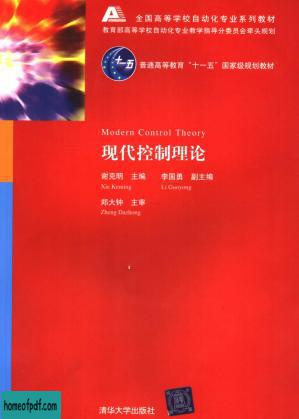 全国高等学校自动化专业系列教材
教育部高等学校自动化专业教学指导分委员会牵头规划
十一五
普通高等教育“十一五”国家级规划教材
Modern Control Theory
现代控制理论
谢克明 主编 李国勇 副主编
Xie Keming Li Guoyong
郑大钟 主审
Zheng Dazhong
清华大学出版社
homeofpdf.com
homeofpdf.com